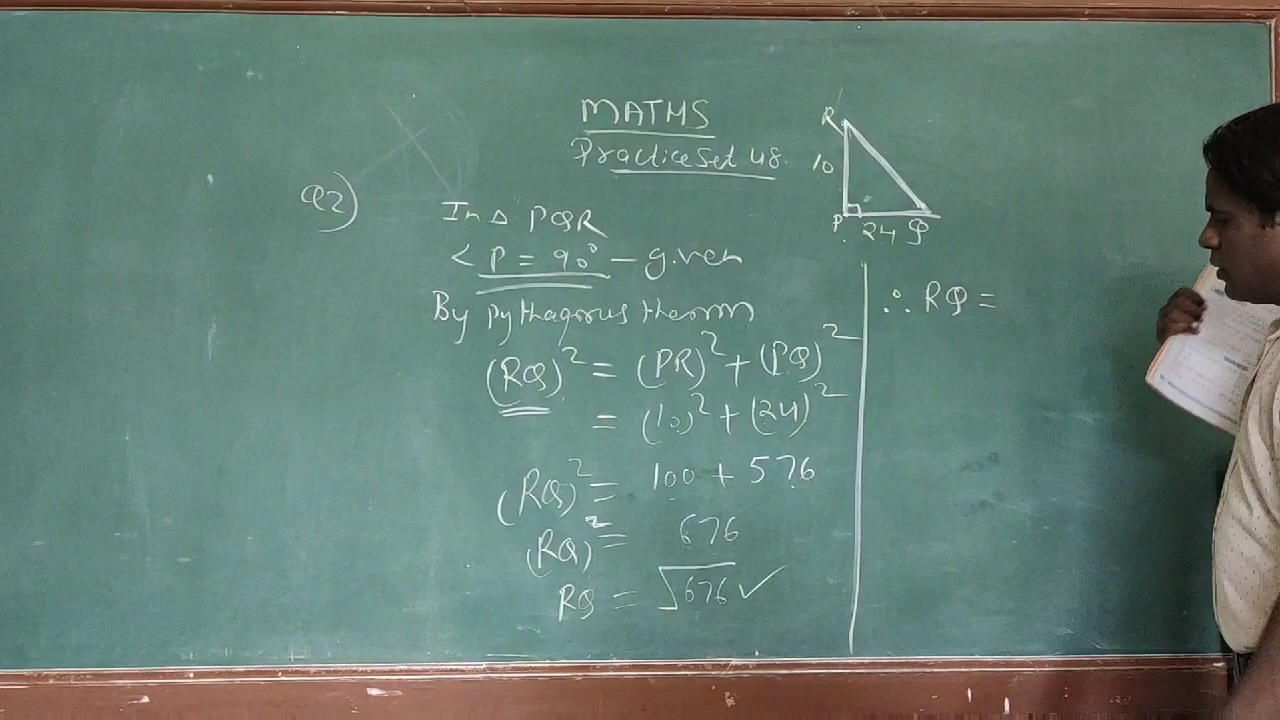 MATHS
Practice Set 48.
R
10
P 24 Q
Q2)
In Δ PQR
< P = 90° – given
By pythagorus theorm
(RQ)² = (PR)² + (PQ)²
= (10)² + (24)²
(RQ)² = 100 + 576
(RQ)² = 676
RQ = √676 ✓
∴ RQ =